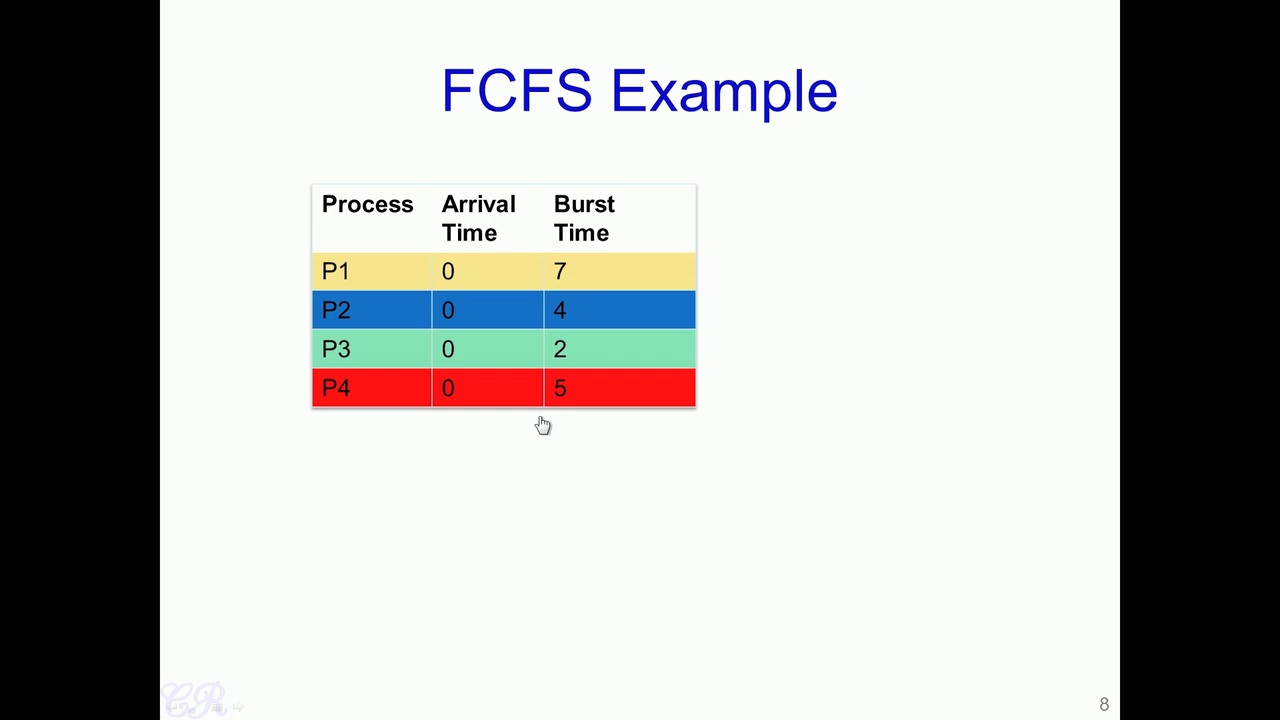 FCFS Example
Process Arrival Time Burst Time
P1 0 7
P2 0 4
P3 0 2
P4 0 5
CR
8